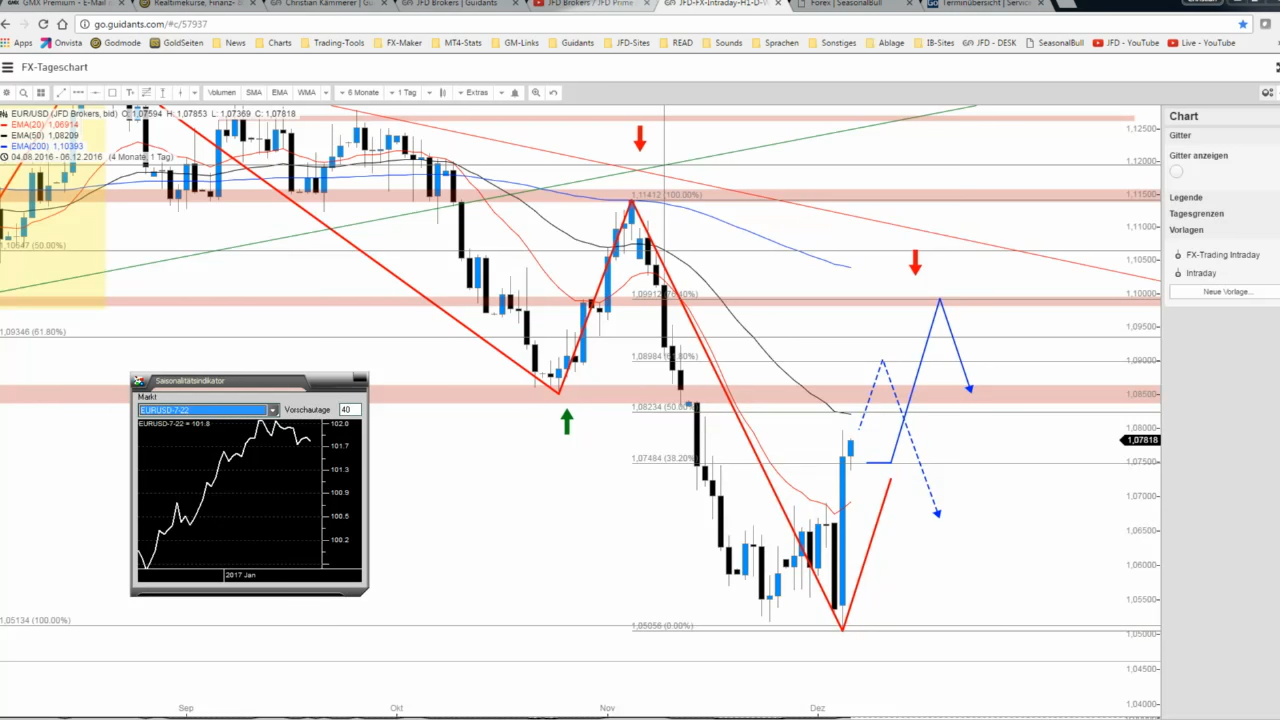 GMX Premium - E-Mail
Realtimekurse, Finanz-
Christian Kämmerer | Gu
JFD Brokers | Guidants
JFD Brokers / JFD Prime
JFD-FX-Intraday-H1-D-W
Forex | SeasonalBull
Terminübersicht | Service
go.guidants.com/#c/57937
Apps Onvista Godmode GoldSeiten News Charts Trading-Tools FX-Maker MT4-Stats GM-Links Guidants JFD-Sites READ Sounds Sprachen Sonstiges Ablage IB-Sites JFD - DESK SeasonalBull JFD - YouTube Live - YouTube
FX-Tageschart
Volumen SMA EMA WMA 6 Monate 1 Tag Extras
EUR/USD (JFD Brokers, bid) O: 1,07594 H: 1,07853 L: 1,07369 C: 1,07818
EMA(20) 1,06914
EMA(50) 1,08209
EMA(200) 1,10393
04.08.2016 - 06.12.2016 (4 Monate, 1 Tag)
1,10547 (50.00%)
1,09346 (61.80%)
1,05134 (100.00%)
1,11412 (100.00%)
1,09912 (76.40%)
1,08984 (61.80%)
1,08234 (50.00%)
1,07484 (38.20%)
1,05056 (0.00%)
1,12500
1,12000
1,11500
1,11000
1,10500
1,10000
1,09500
1,09000
1,08500
1,08000
1,07818
1,07500
1,07000
1,06500
1,06000
1,05500
1,05000
1,04500
1,04000
Sep
Okt
Nov
Dez
Saisonalitätsindikator
Markt
EURUSD-7-22
Vorschautage 40
EURUSD-7-22 = 101.8
102.0
101.7
101.3
100.9
100.5
100.2
2017 Jan
Chart
Gitter
Gitter anzeigen
Legende
Tagesgrenzen
Vorlagen
FX-Trading Intraday
Intraday
Neue Vorlage...